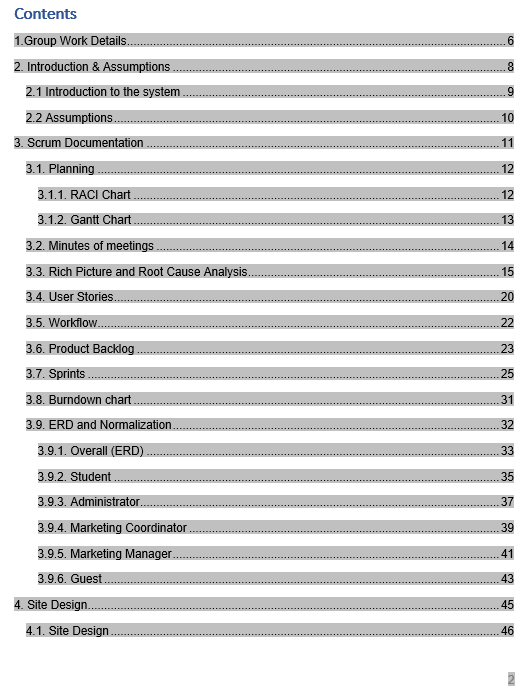 Contents
1.Group Work Details 6
2. Introduction & Assumptions 8
2.1 Introduction to the system 9
2.2 Assumptions 10
3. Scrum Documentation 11
3.1. Planning 12
3.1.1. RACI Chart 12
3.1.2. Gantt Chart 13
3.2. Minutes of meetings 14
3.3. Rich Picture and Root Cause Analysis 15
3.4. User Stories 20
3.5. Workflow 22
3.6. Product Backlog 23
3.7. Sprints 25
3.8. Burndown chart 31
3.9. ERD and Normalization 32
3.9.1. Overall (ERD) 33
3.9.2. Student 35
3.9.3. Administrator 37
3.9.4. Marketing Coordinator 39
3.9.5. Marketing Manager 41
3.9.6. Guest 43
4. Site Design 45
4.1. Site Design 46
2